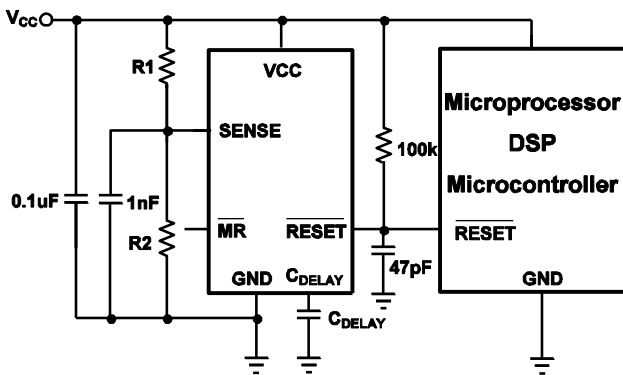 VCC
R1
VCC
SENSE
100k
Microprocessor
DSP
Microcontroller
0.1uF
1nF
R2
MR
RESET
RESET
47pF
GND
CDELAY
GND
CDELAY